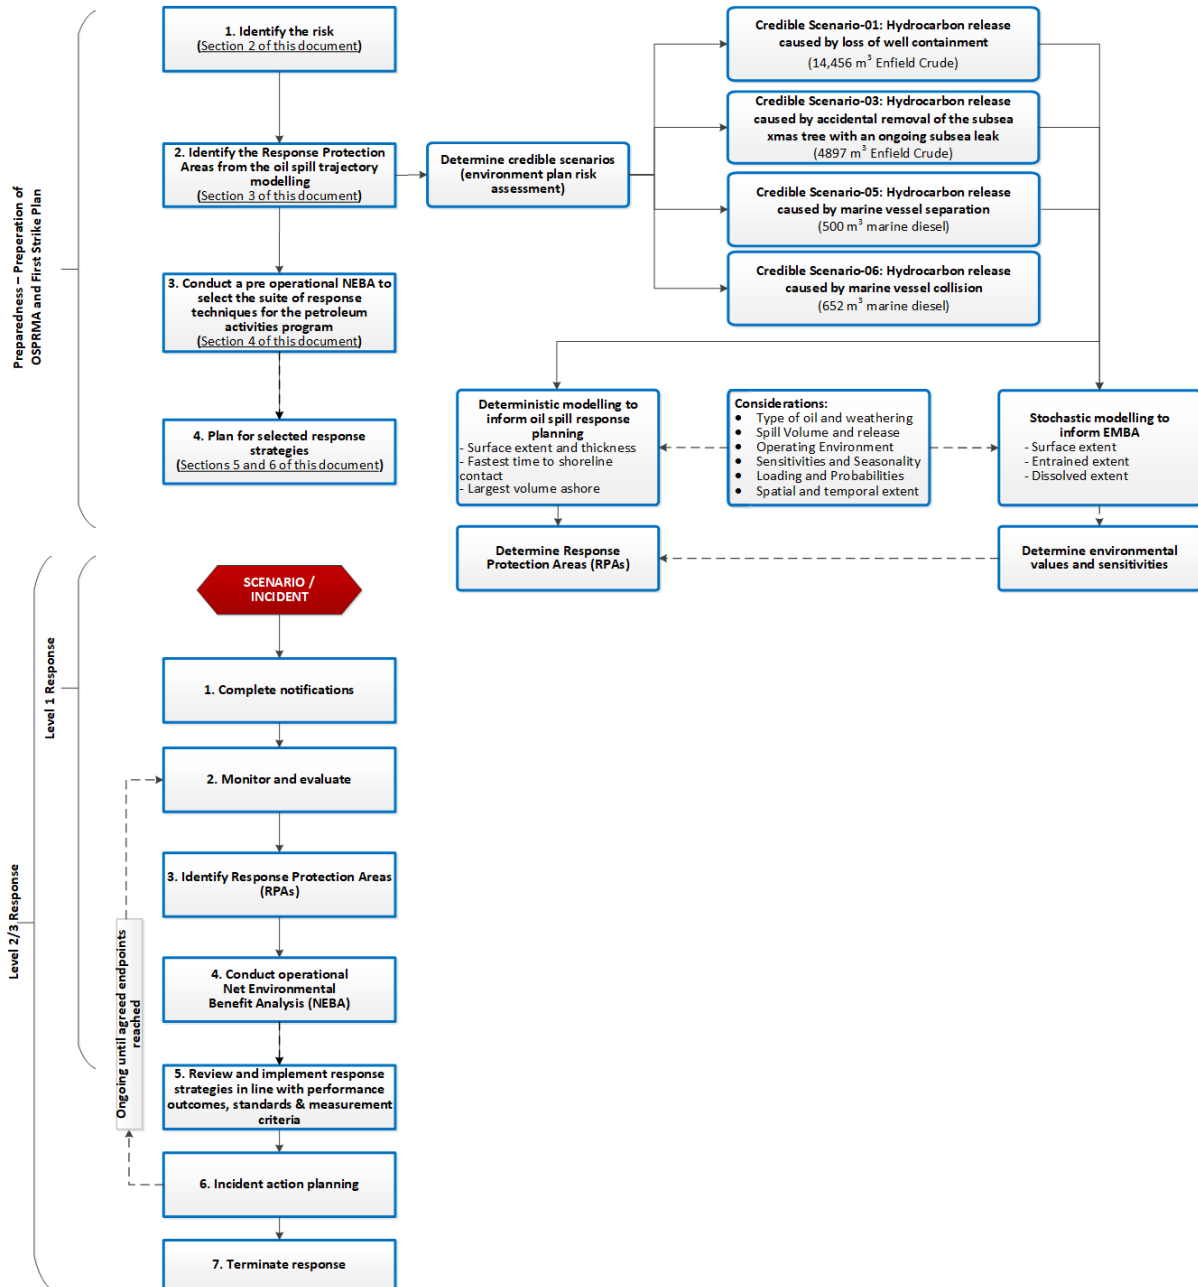 Preparedness – Preperation of
OSPRMA and First Strike Plan
1. Identify the risk
(Section 2 of this document)
2. Identify the Response Protection
Areas from the oil spill trajectory
modelling
(Section 3 of this document)
3. Conduct a pre operational NEBA to
select the suite of response
techniques for the petroleum
activities program
(Section 4 of this document)
4. Plan for selected response
strategies
(Sections 5 and 6 of this document)
Determine credible scenarios
(environment plan risk
assessment)
Credible Scenario-01: Hydrocarbon release
caused by loss of well containment
(14,456 m³ Enfield Crude)
Credible Scenario-03: Hydrocarbon release
caused by accidental removal of the subsea
xmas tree with an ongoing subsea leak
(4897 m³ Enfield Crude)
Credible Scenario-05: Hydrocarbon release
caused by marine vessel separation
(500 m³ marine diesel)
Credible Scenario-06: Hydrocarbon release
caused by marine vessel collision
(652 m³ marine diesel)
Deterministic modelling to
inform oil spill response
planning
- Surface extent and thickness
- Fastest time to shoreline
contact
- Largest volume ashore
Considerations:
• Type of oil and weathering
• Spill Volume and release
• Operating Environment
• Sensitivities and Seasonality
• Loading and Probabilities
• Spatial and temporal extent
Stochastic modelling to
inform EMBA
- Surface extent
- Entrained extent
- Dissolved extent
Determine Response
Protection Areas (RPAs)
Determine environmental
values and sensitivities
Level 2/3 Response
Level 1 Response
SCENARIO /
INCIDENT
1. Complete notifications
2. Monitor and evaluate
3. Identify Response Protection Areas
(RPAs)
4. Conduct operational
Net Environmental
Benefit Analysis (NEBA)
5. Review and implement response
strategies in line with performance
outcomes, standards & measurement
criteria
6. Incident action planning
7. Terminate response
Ongoing until agreed endpoints
reached